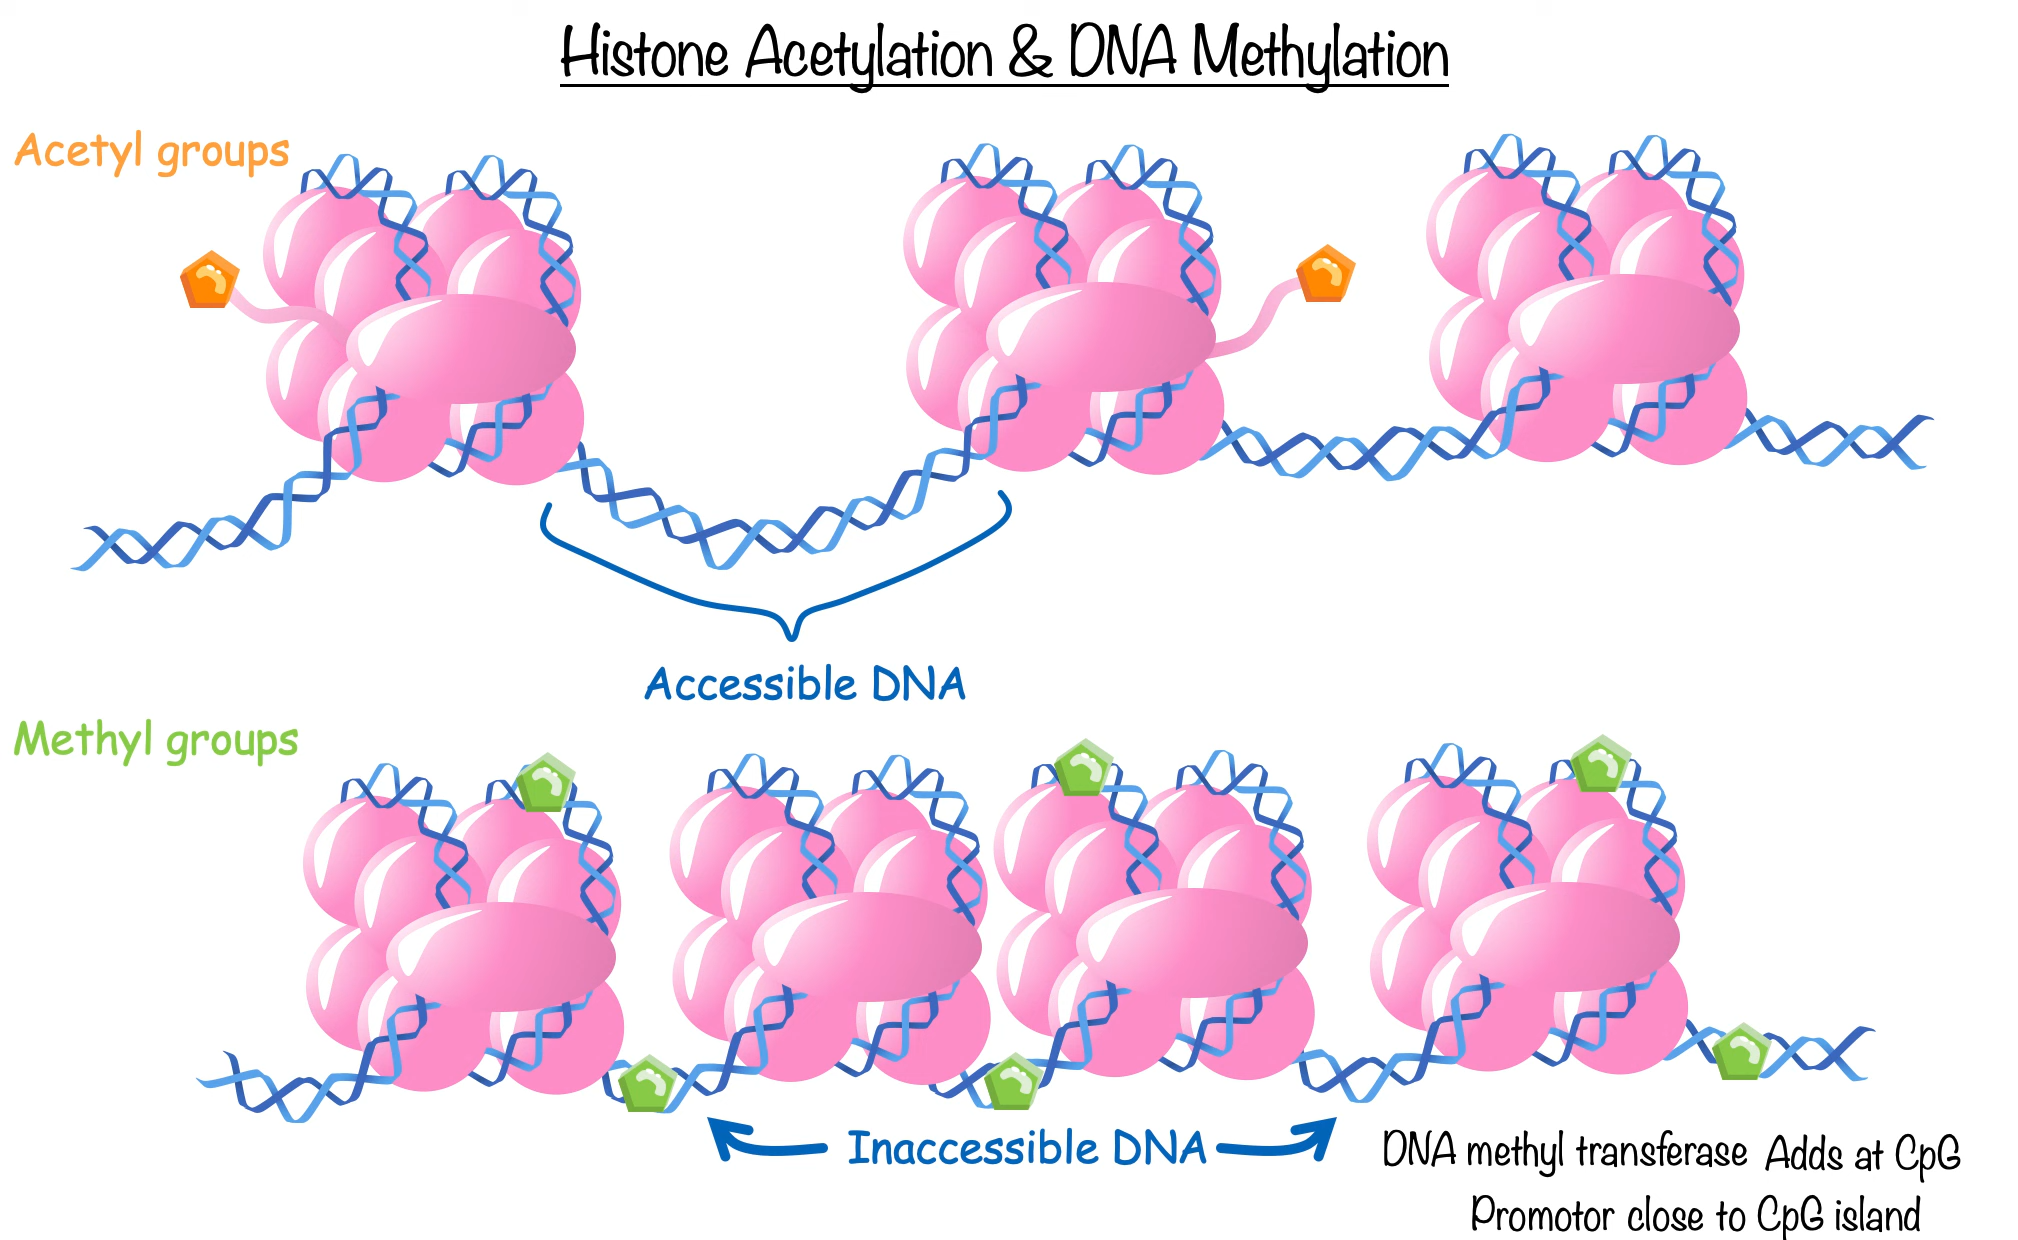 Histone Acetylation & DNA Methylation
Acetyl groups
Accessible DNA
Methyl groups
Inaccessible DNA
DNA methyl transferase Adds at CpG
Promotor close to CpG island